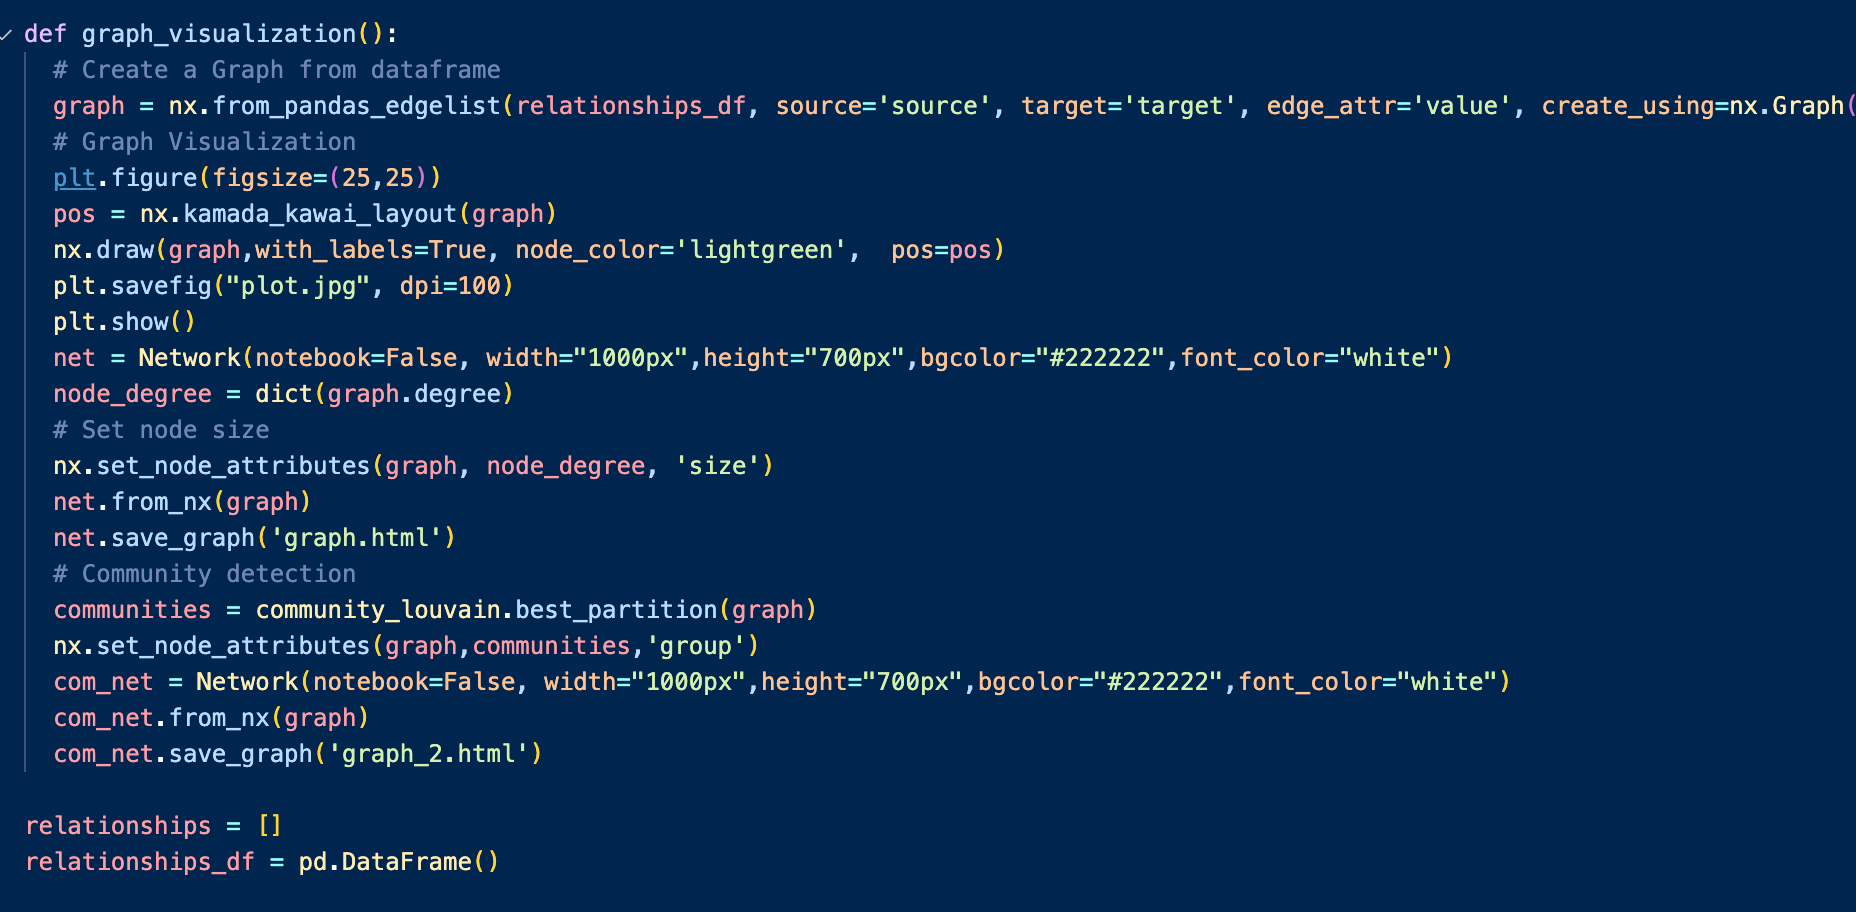 def graph_visualization():
# Create a Graph from dataframe
graph = nx.from_pandas_edgelist(relationships_df, source='source', target='target', edge_attr='value', create_using=nx.Graph(
# Graph Visualization
plt.figure(figsize=(25,25))
pos = nx.kamada_kawai_layout(graph)
nx.draw(graph,with_labels=True, node_color='lightgreen',  pos=pos)
plt.savefig("plot.jpg", dpi=100)
plt.show()
net = Network(notebook=False, width="1000px",height="700px",bgcolor="#222222",font_color="white")
node_degree = dict(graph.degree)
# Set node size
nx.set_node_attributes(graph, node_degree, 'size')
net.from_nx(graph)
net.save_graph('graph.html')
# Community detection
communities = community_louvain.best_partition(graph)
nx.set_node_attributes(graph,communities,'group')
com_net = Network(notebook=False, width="1000px",height="700px",bgcolor="#222222",font_color="white")
com_net.from_nx(graph)
com_net.save_graph('graph_2.html')
relationships = []
relationships_df = pd.DataFrame()